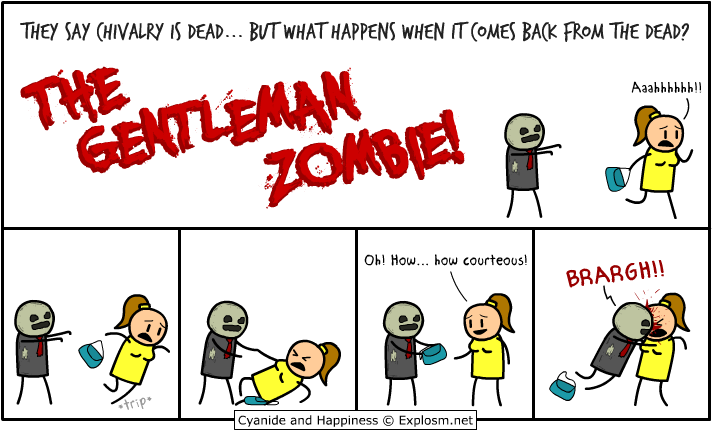 THEY SAY CHIVALRY IS DEAD... BUT WHAT HAPPENS WHEN IT COMES BACK FROM THE DEAD?
THE
GENTLEMAN
ZOMBIE!
Aaahhhhhh!!
*trip*
Oh! How... how courteous!
BRARGH!!
Cyanide and Happiness © Explosm.net